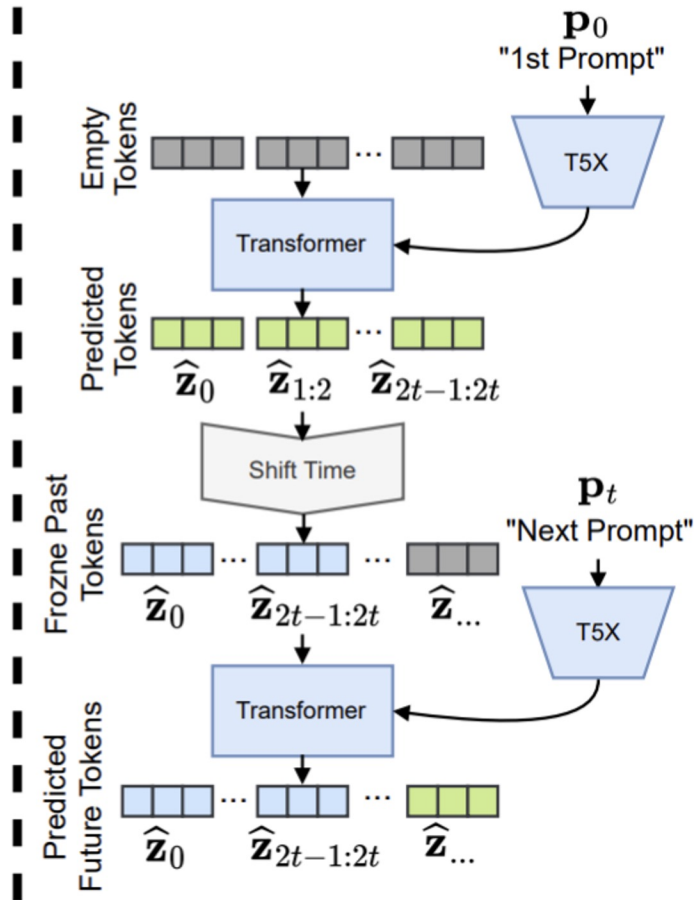 p₀
"1st Prompt"
Empty
Tokens
...
T5X
Transformer
Predicted
Tokens
...
ẑ₀
ẑ₁:₂
ẑ₂ₜ₋₁:₂ₜ
Shift Time
pₜ
"Next Prompt"
Frozne Past
Tokens
...
...
ẑ₀
ẑ₂ₜ₋₁:₂ₜ
ẑ...
T5X
Transformer
Predicted
Future Tokens
...
...
ẑ₀
ẑ₂ₜ₋₁:₂ₜ
ẑ...